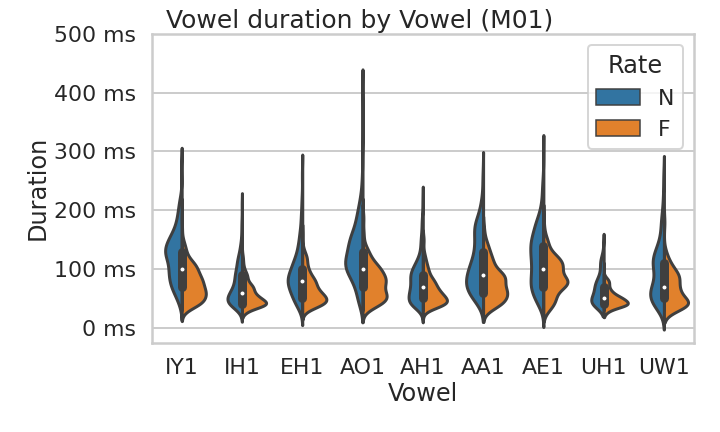 Vowel duration by Vowel (M01)
500 ms
400 ms
300 ms
200 ms
100 ms
0 ms
Duration
Rate
N
F
IY1 IH1 EH1 AO1 AH1 AA1 AE1 UH1 UW1
Vowel